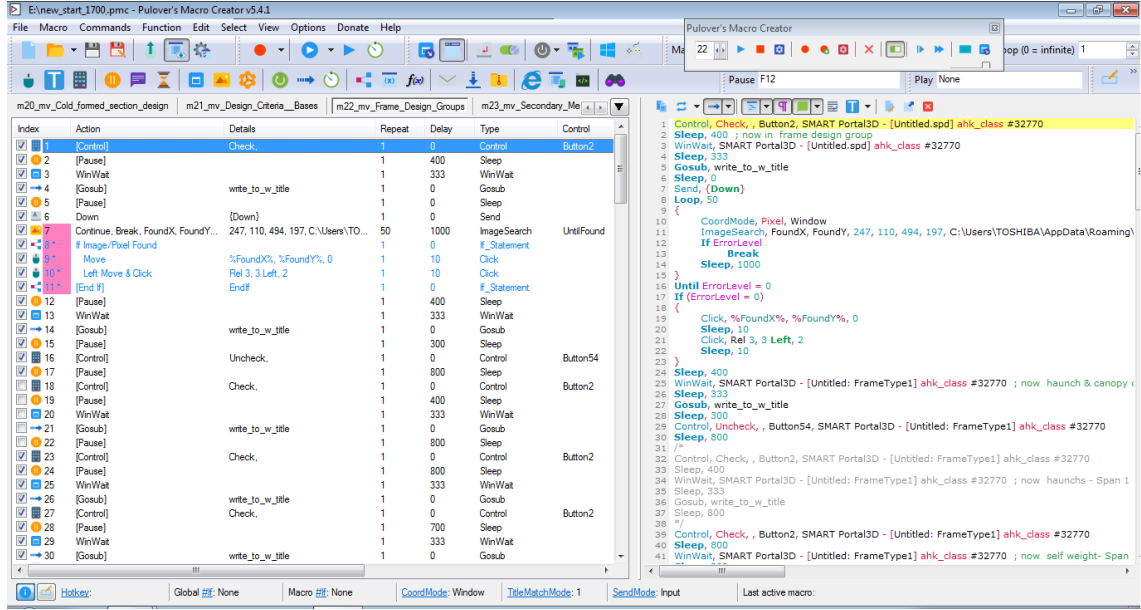 E:\new_start_1700.pmc - Pulover's Macro Creator v5.4.1
File Macro Commands Function Edit Select View Options Donate Help
Pulover's Macro Creator
22
oop (0 = infinite) 1
Pause F12
Play None
m20_mv_Cold_formed_section_design m21_mv_Design_Criteria__Bases m22_mv_Frame_Design_Groups m23_mv_Secondary_Me
Index Action Details Repeat Delay Type Control
1 [Control] Check, 1 0 Control Button2
2 [Pause] 1 400 Sleep
3 WinWait 1 333 WinWait
4 [Gosub] write_to_w_title 1 0 Gosub
5 [Pause] 1 0 Sleep
6 Down {Down} 1 0 Send
7 Continue, Break, FoundX, FoundY... 247, 110, 494, 197, C:\Users\TO... 50 1000 ImageSearch UntilFound
8 * If Image/Pixel Found 1 0 If_Statement
9 * Move %FoundX%, %FoundY%, 0 1 10 Click
10 * Left Move & Click Rel 3, 3 Left, 2 1 10 Click
11 * [End If] EndIf 1 0 If_Statement
12 [Pause] 1 400 Sleep
13 WinWait 1 333 WinWait
14 [Gosub] write_to_w_title 1 0 Gosub
15 [Pause] 1 300 Sleep
16 [Control] Uncheck, 1 0 Control Button54
17 [Pause] 1 800 Sleep
18 [Control] Check, 1 0 Control Button2
19 [Pause] 1 400 Sleep
20 WinWait 1 333 WinWait
21 [Gosub] write_to_w_title 1 0 Gosub
22 [Pause] 1 800 Sleep
23 [Control] Check, 1 0 Control Button2
24 [Pause] 1 800 Sleep
25 WinWait 1 333 WinWait
26 [Gosub] write_to_w_title 1 0 Gosub
27 [Control] Check, 1 0 Control Button2
28 [Pause] 1 700 Sleep
29 WinWait 1 333 WinWait
30 [Gosub] write_to_w_title 1 0 Gosub
1 Control, Check, , Button2, SMART Portal3D - [Untitled.spd] ahk_class #32770
2 Sleep, 400 ; now in frame design group
3 WinWait, SMART Portal3D - [Untitled.spd] ahk_class #32770
4 Sleep, 333
5 Gosub, write_to_w_title
6 Sleep, 0
7 Send, {Down}
8 Loop, 50
9 {
10 CoordMode, Pixel, Window
11 ImageSearch, FoundX, FoundY, 247, 110, 494, 197, C:\Users\TOSHIBA\AppData\Roaming\
12 If ErrorLevel
13 Break
14 Sleep, 1000
15 }
16 Until ErrorLevel = 0
17 If (ErrorLevel = 0)
18 {
19 Click, %FoundX%, %FoundY%, 0
20 Sleep, 10
21 Click, Rel 3, 3 Left, 2
22 Sleep, 10
23 }
24 Sleep, 400
25 WinWait, SMART Portal3D - [Untitled: FrameType1] ahk_class #32770 ; now haunch & canopy
26 Sleep, 333
27 Gosub, write_to_w_title
28 Sleep, 300
29 Control, Uncheck, , Button54, SMART Portal3D - [Untitled: FrameType1] ahk_class #32770
30 Sleep, 800
31 /*
32 Control, Check, , Button2, SMART Portal3D - [Untitled: FrameType1] ahk_class #32770
33 Sleep, 400
34 WinWait, SMART Portal3D - [Untitled: FrameType1] ahk_class #32770 ; now haunchs - Span 1
35 Sleep, 333
36 Gosub, write_to_w_title
37 Sleep, 800
38 */
39 Control, Check, , Button2, SMART Portal3D - [Untitled: FrameType1] ahk_class #32770
40 Sleep, 800
41 WinWait, SMART Portal3D - [Untitled: FrameType1] ahk_class #32770 ; now self weight- Span
Hotkey: Global #If: None Macro #If: None CoordMode: Window TitleMatchMode: 1 SendMode: Input Last active macro: